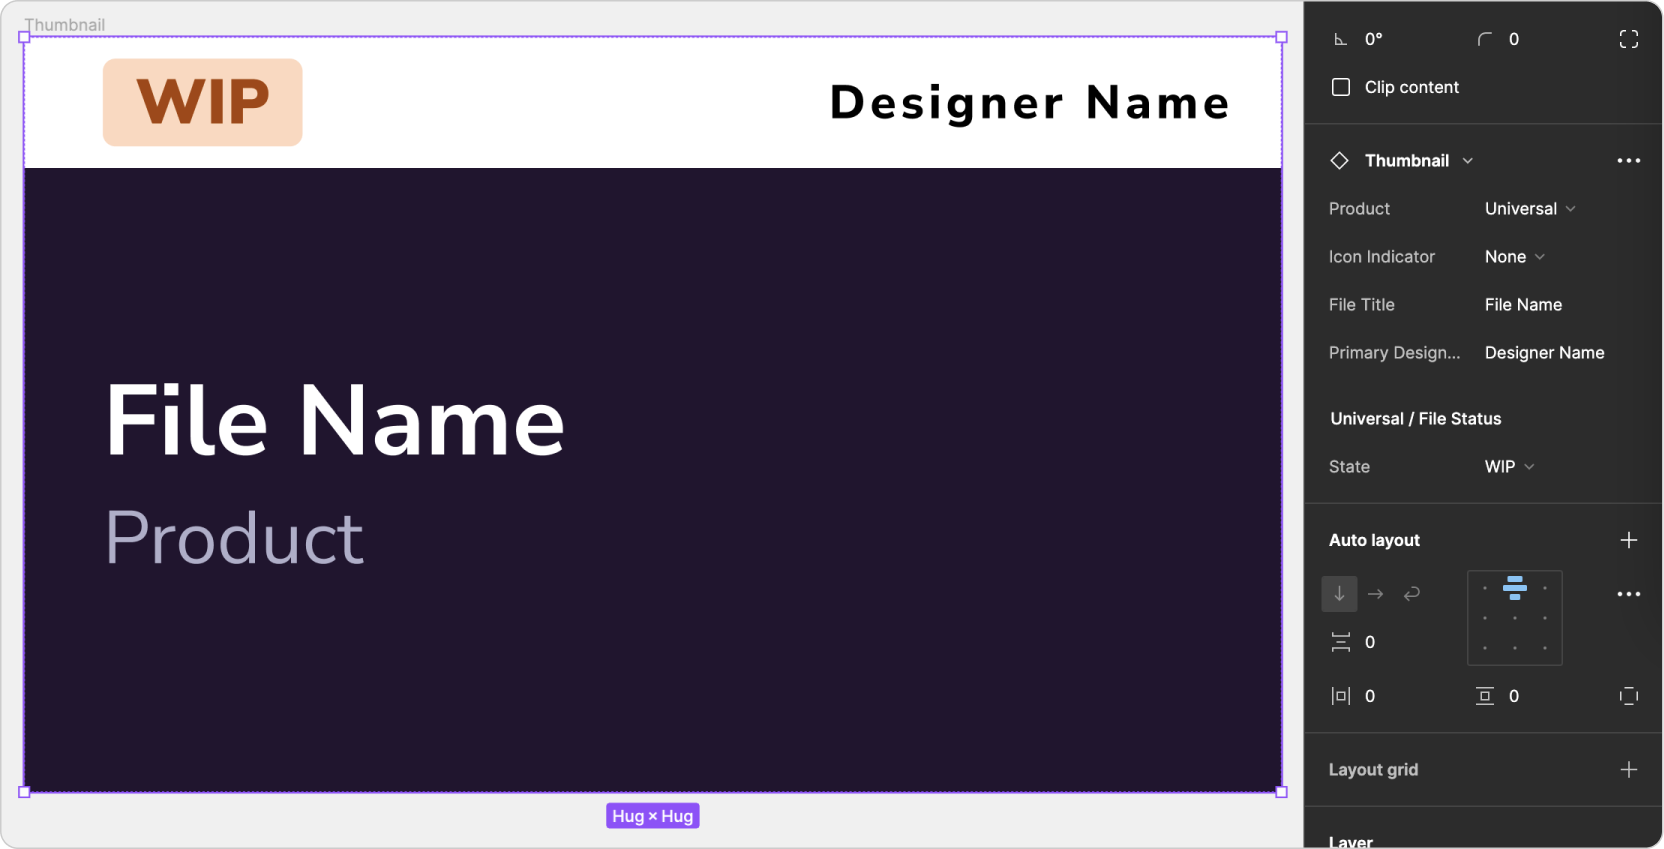 Thumbnail
WIP
Designer Name
File Name
Product
Hug × Hug
0°
0
Clip content
Thumbnail
Product Universal
Icon Indicator None
File Title File Name
Primary Design... Designer Name
Universal / File Status
State WIP
Auto layout
0
0
0
Layout grid
Layer